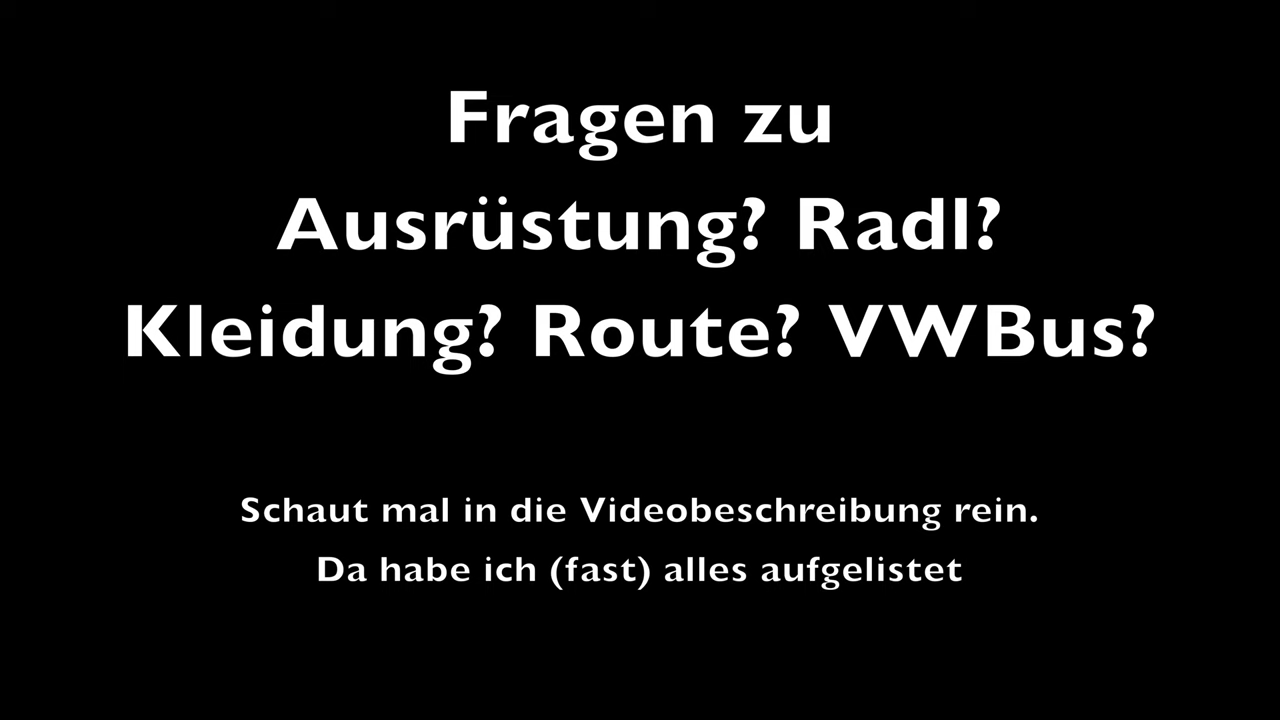 Fragen zu
Ausrüstung? Radl?
Kleidung? Route? VWBus?
Schaut mal in die Videobeschreibung rein.
Da habe ich (fast) alles aufgelistet